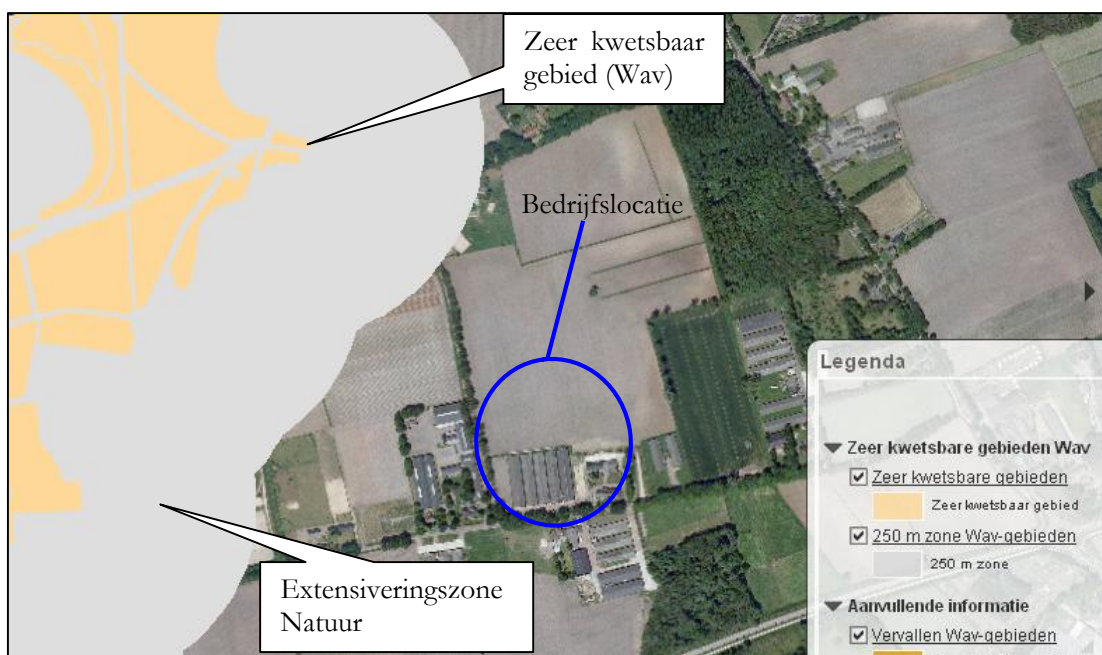 Zeer kwetsbaar
gebied (Wav)
Bedrijfslocatie
Extensiveringszone
Natuur
Legenda
Zeer kwetsbare gebieden Wav
Zeer kwetsbare gebieden
Zeer kwetsbaar gebied
250 m zone Wav-gebieden
250 m zone
Aanvullende informatie
Vervallen Wav-gebieden